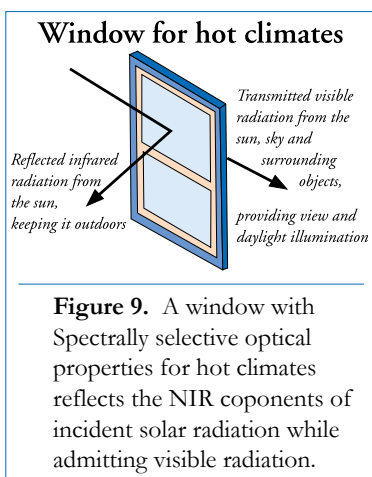 Window for hot climates
Transmitted visible
radiation from the
sun, sky and
surrounding
objects,
providing view and
daylight illumination
Reflected infrared
radiation from
the sun,
keeping it outdoors
Figure 9. A window with
Spectrally selective optical
properties for hot climates
reflects the NIR coponents of
incident solar radiation while
admitting visible radiation.